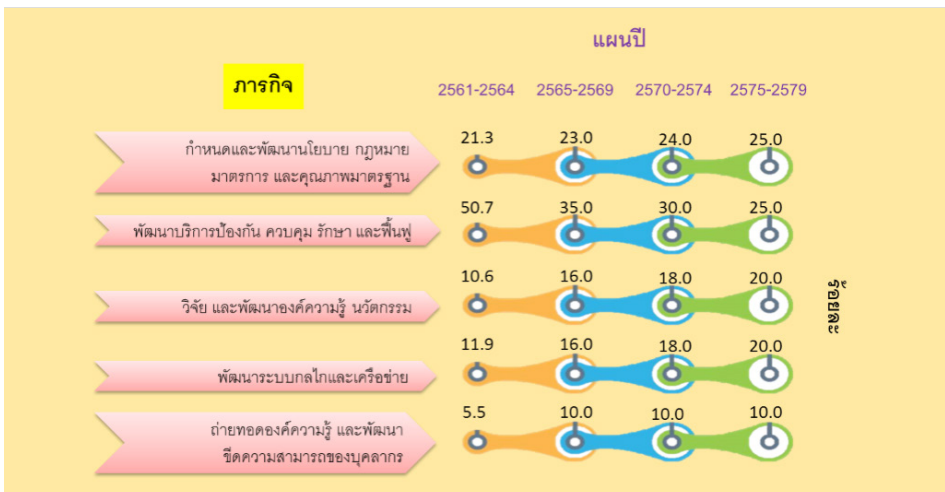 แผนปี
ภารกิจ
2561-2564 2565-2569 2570-2574 2575-2579
กำหนดและพัฒนานโยบาย กฎหมาย
มาตรการ และคุณภาพมาตรฐาน
21.3 23.0 24.0 25.0
พัฒนาบริการป้องกัน ควบคุม รักษา และฟื้นฟู
50.7 35.0 30.0 25.0
วิจัย และพัฒนาองค์ความรู้ นวัตกรรม
10.6 16.0 18.0 20.0
ร้อยละ
พัฒนาระบบกลไกและเครือข่าย
11.9 16.0 18.0 20.0
ถ่ายทอดองค์ความรู้ และพัฒนา
ขีดความสามารถของบุคลากร
5.5 10.0 10.0 10.0